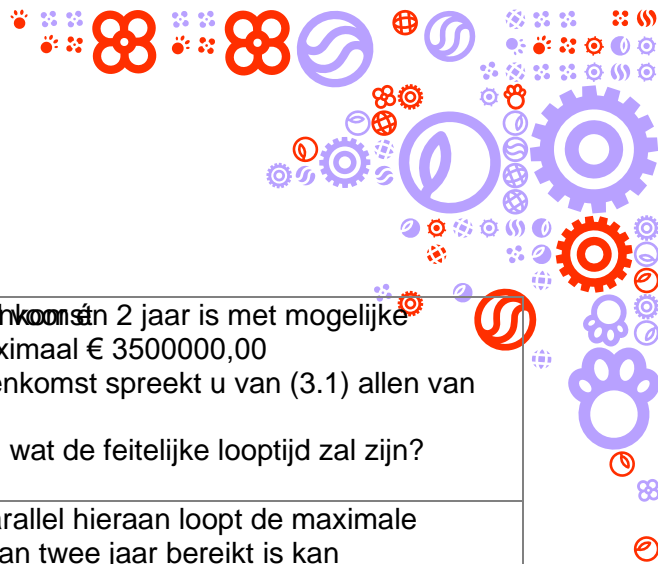 én 2 jaar is met mogelijke
ximaal € 3500000,00
enkomst spreekt u van (3.1) allen van
wat de feitelijke looptijd zal zijn?
arallel hieraan loopt de maximale
an twee jaar bereikt is kan